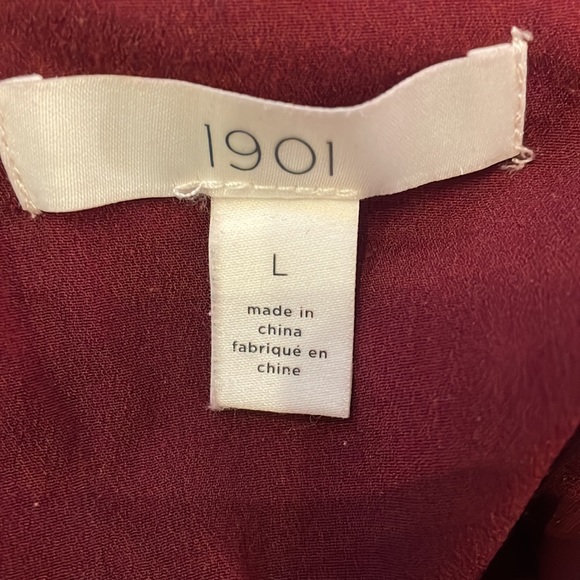 1901
L
made in
china
fabriqué en
chine